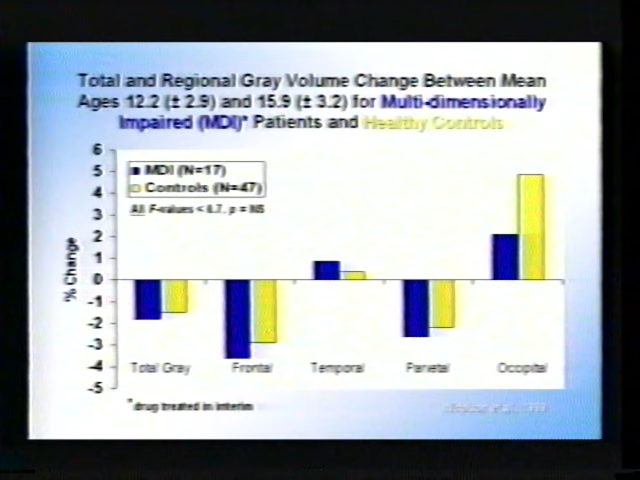 Total and Regional Gray Volume Change Between Mean
Ages 12.2 (± 2.9) and 15.9 (± 3.2) for Multi-dimensionally
Impaired (MDI)* Patients and Healthy Controls
6
5
4
3
2
1
0
-1
-2
-3
-4
-5
% Change
MDI (N=17)
Controls (N=47)
All F-values < 0.7, p = NS
Total Gray
Frontal
Temporal
Parietal
Occipital
*drug treated in interim